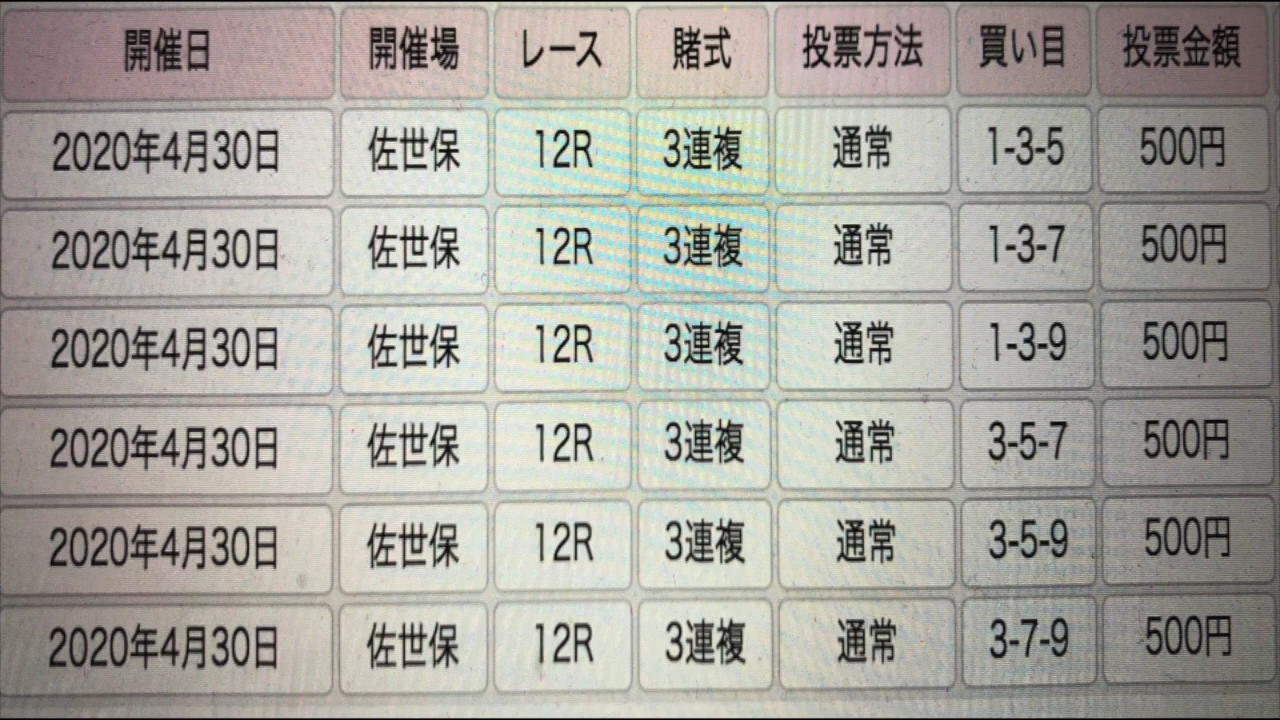 開催日 開催場 レース 賭式 投票方法 買い目 投票金額
2020年4月30日 佐世保 12R 3連複 通常 1-3-5 500円
2020年4月30日 佐世保 12R 3連複 通常 1-3-7 500円
2020年4月30日 佐世保 12R 3連複 通常 1-3-9 500円
2020年4月30日 佐世保 12R 3連複 通常 3-5-7 500円
2020年4月30日 佐世保 12R 3連複 通常 3-5-9 500円
2020年4月30日 佐世保 12R 3連複 通常 3-7-9 500円